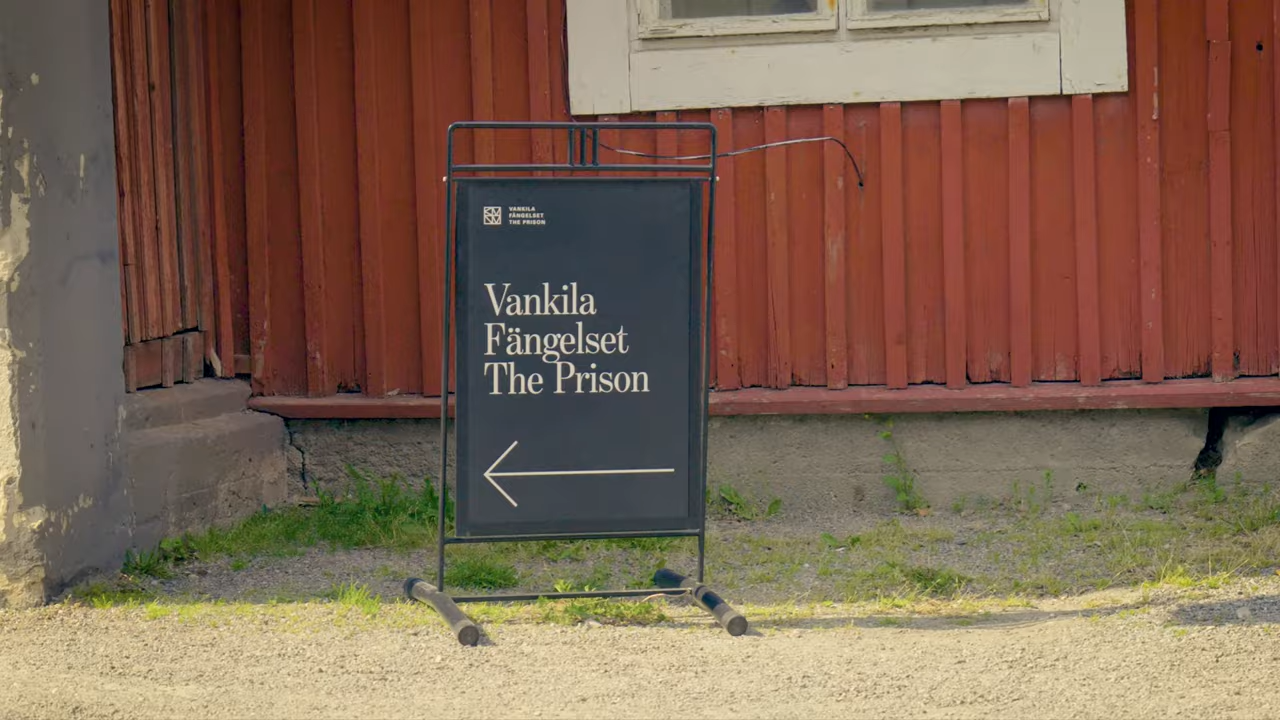 VANKILA
FÄNGELSET
THE PRISON
Vankila
Fängelset
The Prison